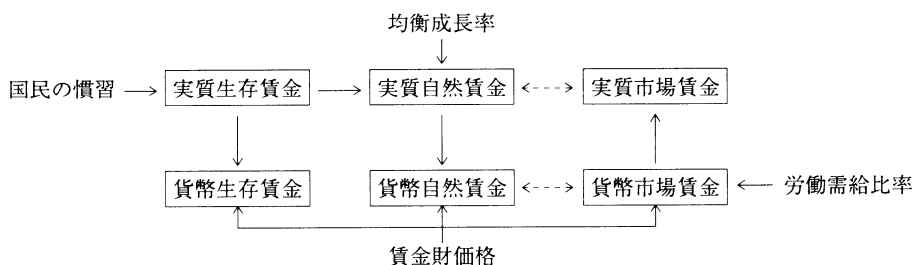 均衡成長率
国民の慣習 実質生存賃金 実質自然賃金 実質市場賃金
貨幣生存賃金 貨幣自然賃金 貨幣市場賃金 労働需給比率
賃金財価格